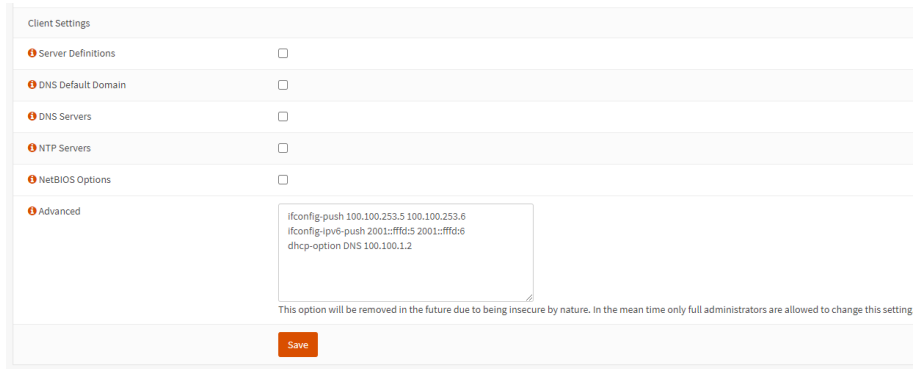 Client Settings
Server Definitions
DNS Default Domain
DNS Servers
NTP Servers
NetBIOS Options
Advanced
ifconfig-push 100.100.253.5 100.100.253.6
ifconfig-ipv6-push 2001::fffd:5 2001::fffd:6
dhcp-option DNS 100.100.1.2
This option will be removed in the future due to being insecure by nature. In the mean time only full administrators are allowed to change this setting
Save